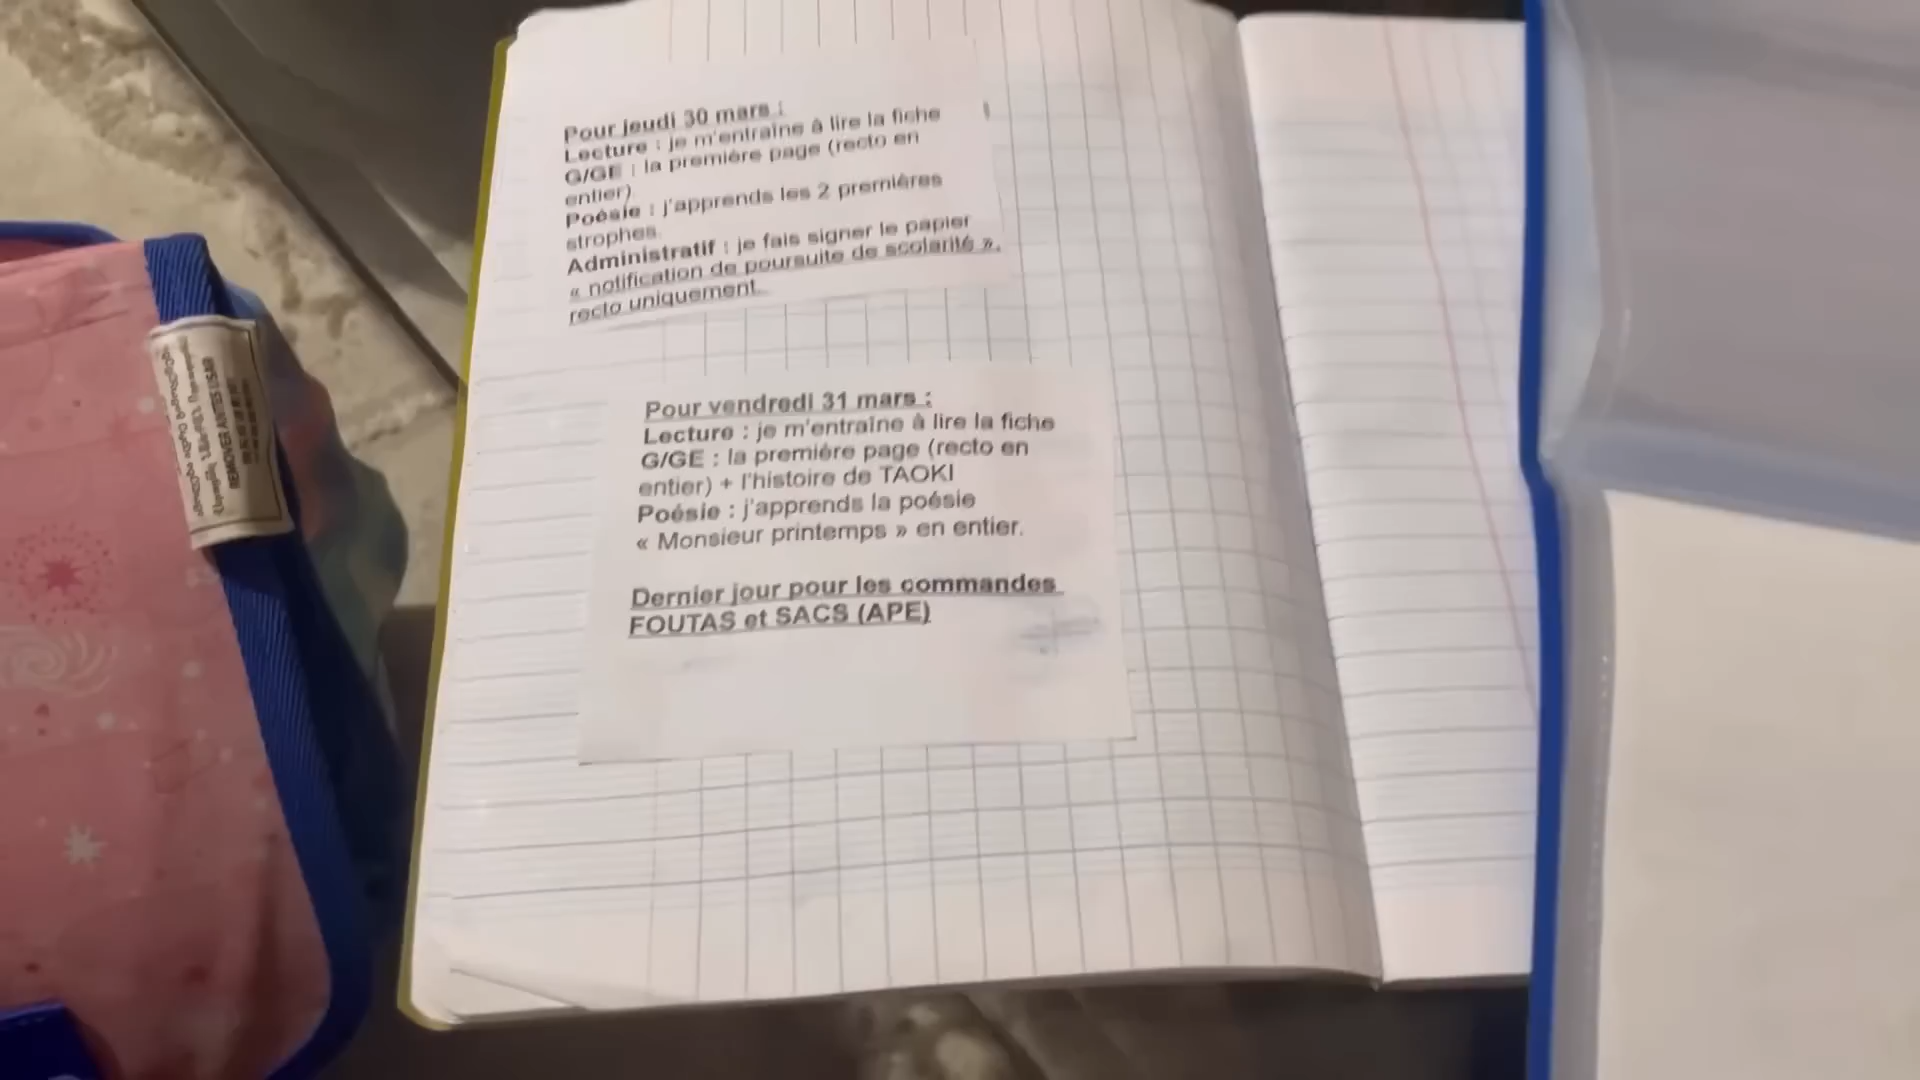 Pour jeudi 30 mars :
Lecture : je m'entraîne à lire la fiche
G/GE : la première page (recto en
entier).
Poésie : j'apprends les 2 premières
strophes.
Administratif : je fais signer le papier
« notification de poursuite de scolarité »,
recto uniquement.
Pour vendredi 31 mars :
Lecture : je m'entraîne à lire la fiche
G/GE : la première page (recto en
entier) + l'histoire de TAOKI
Poésie : j'apprends la poésie
« Monsieur printemps » en entier.
Dernier jour pour les commandes
FOUTAS et SACS (APE)
REMOVER ANTES USAR